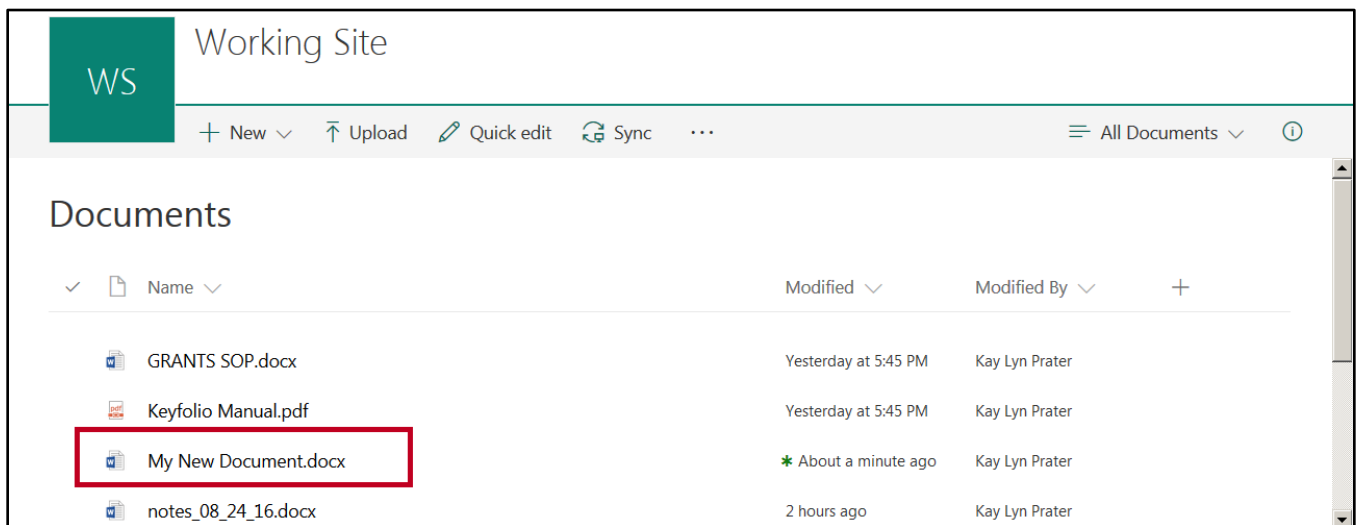 Working Site
WS
New Upload Quick edit Sync ... All Documents
Documents
Name Modified Modified By
GRANTS SOP.docx Yesterday at 5:45 PM Kay Lyn Prater
Keyfolio Manual.pdf Yesterday at 5:45 PM Kay Lyn Prater
My New Document.docx About a minute ago Kay Lyn Prater
notes_08_24_16.docx 2 hours ago Kay Lyn Prater